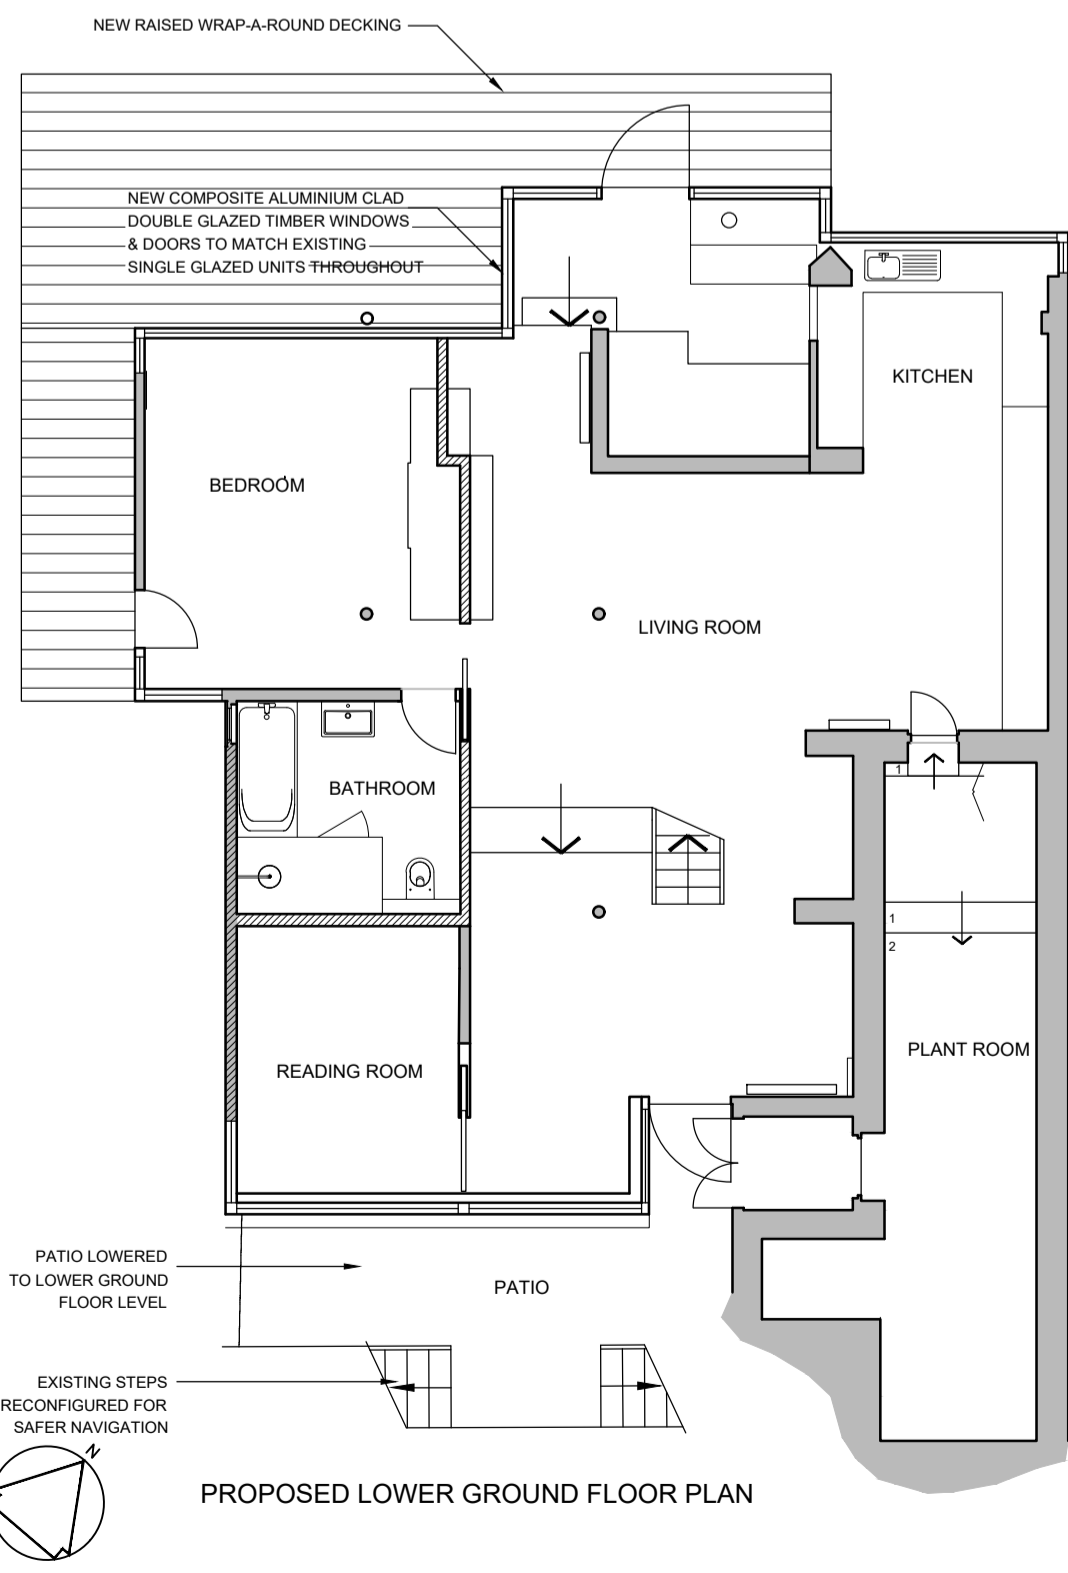 NEW RAISED WRAP-A-ROUND DECKING
NEW COMPOSITE ALUMINIUM CLAD
DOUBLE GLAZED TIMBER WINDOWS
& DOORS TO MATCH EXISTING
SINGLE GLAZED UNITS THROUGHOUT
KITCHEN
BEDROOM
LIVING ROOM
1
BATHROOM
1
2
PLANT ROOM
READING ROOM
PATIO LOWERED
TO LOWER GROUND
FLOOR LEVEL
PATIO
EXISTING STEPS
RECONFIGURED FOR
SAFER NAVIGATION
N
PROPOSED LOWER GROUND FLOOR PLAN